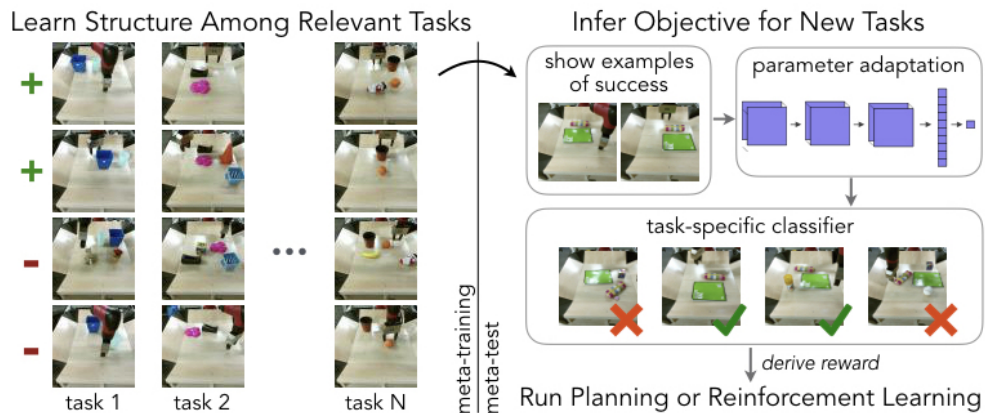 Learn Structure Among Relevant Tasks
+
+
-
-
...
task 1
task 2
task N
meta-training
meta-test
Infer Objective for New Tasks
show examples
of success
parameter adaptation
task-specific classifier
derive reward
Run Planning or Reinforcement Learning